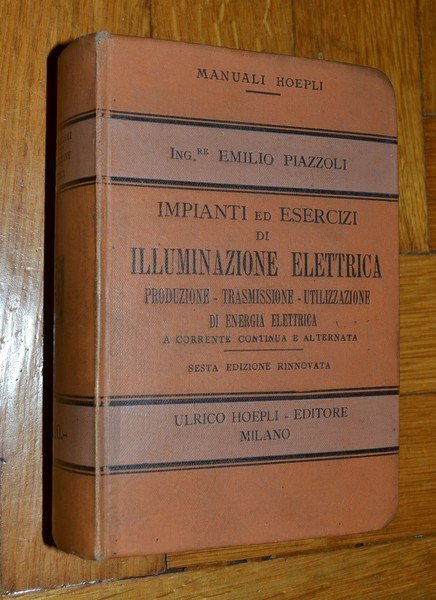 MANUALI HOEPLI
ING.RE EMILIO PIAZZOLI
IMPIANTI ED ESERCIZI
DI
ILLUMINAZIONE ELETTRICA
PRODUZIONE - TRASMISSIONE - UTILIZZAZIONE
DI ENERGIA ELETTRICA
A CORRENTE CONTINUA E ALTERNATA
SESTA EDIZIONE RINNOVATA
ULRICO HOEPLI - EDITORE
MILANO